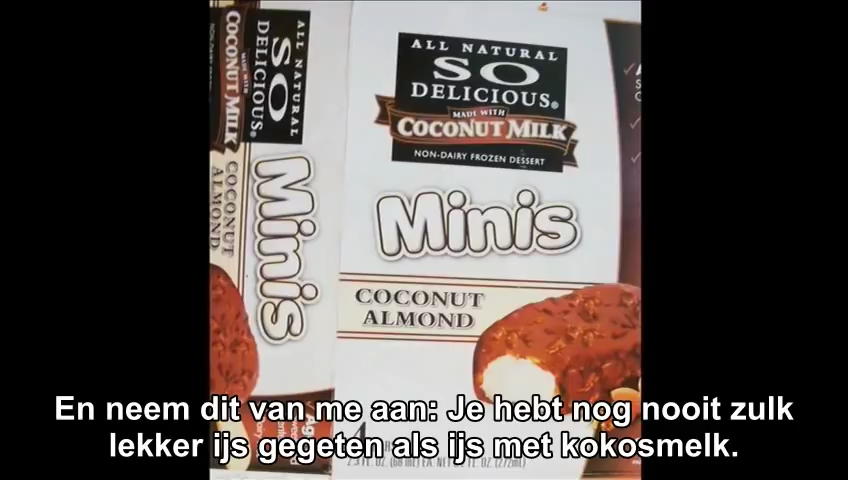 ALL NATURAL
SO
DELICIOUS®
MADE WITH
COCONUT MILK
NON-DAIRY FROZEN DESSERT
Minis
COCONUT
ALMOND
ALL NATURAL
SO
DELICIOUS®
MADE WITH
COCONUT MILK
Minis
COCONUT
ALMOND
En neem dit van me aan: Je hebt nog nooit zulk
lekker ijs gegeten als ijs met kokosmelk.